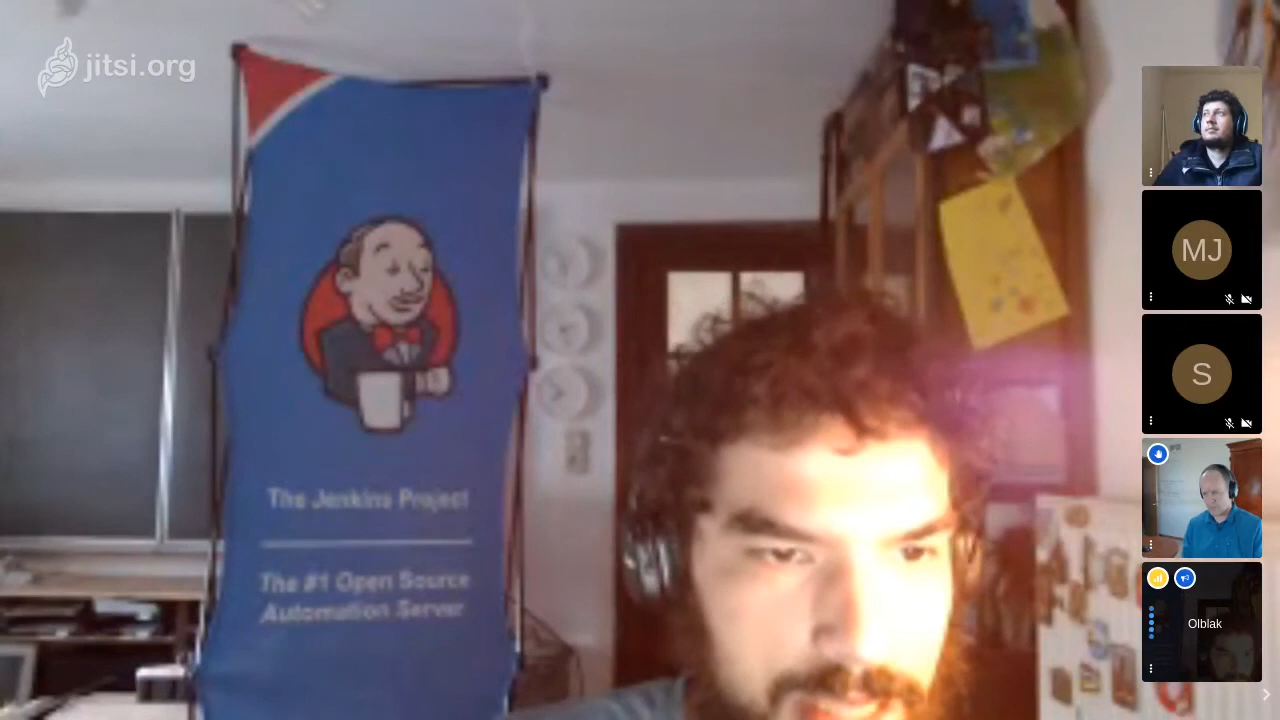 jitsi.org
The Jenkins Project
The #1 Open Source
Automation Server
MJ
S
Olblak